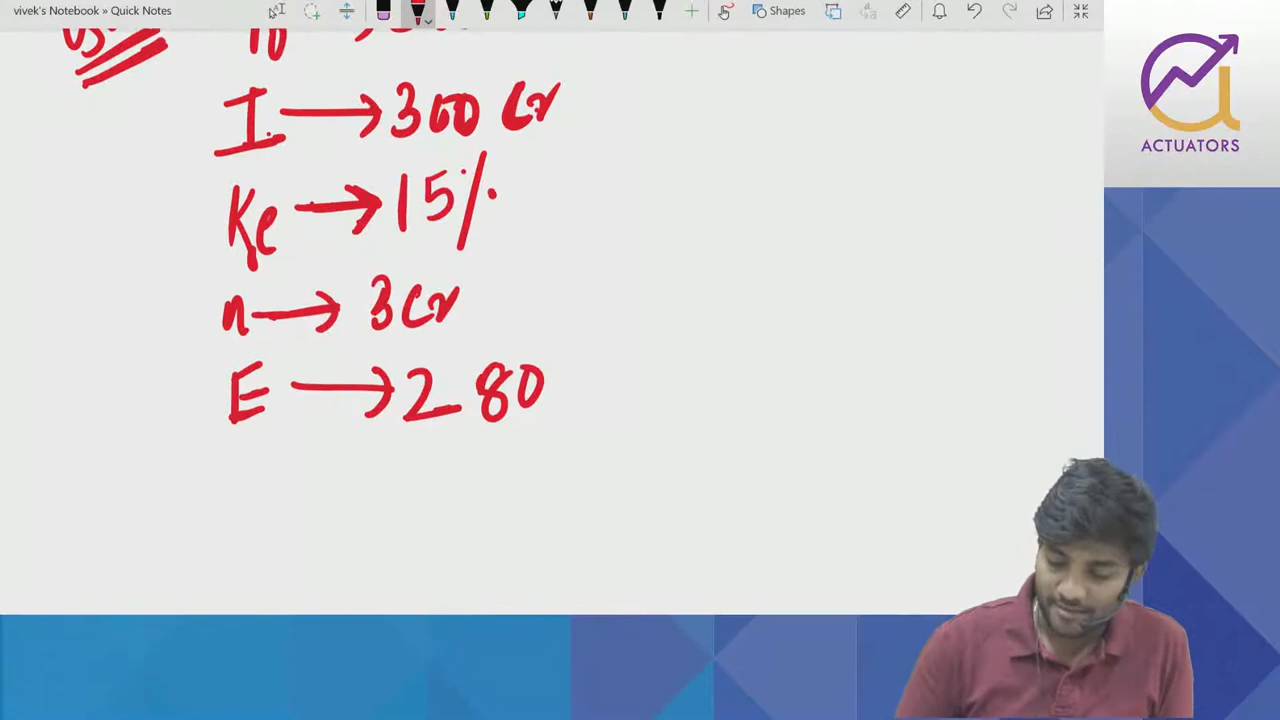 vivek's Notebook » Quick Notes
Shapes
I → 300 Cr
Ke → 15%
n → 3 Cr
E → 280
ACTUATORS